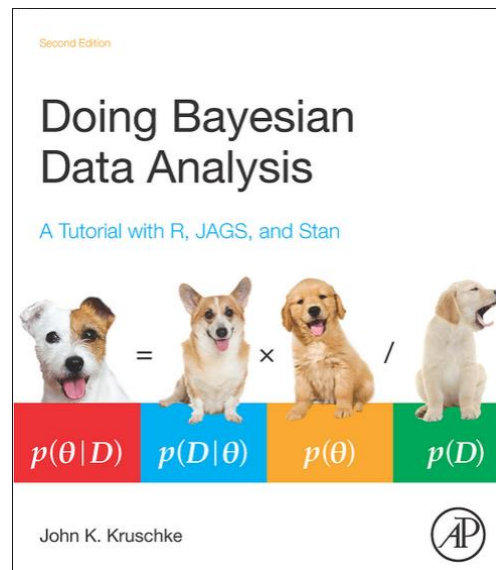 Second Edition
Doing Bayesian
Data Analysis
A Tutorial with R, JAGS, and Stan
= × /
p(θ|D) p(D|θ) p(θ) p(D)
John K. Kruschke
AP